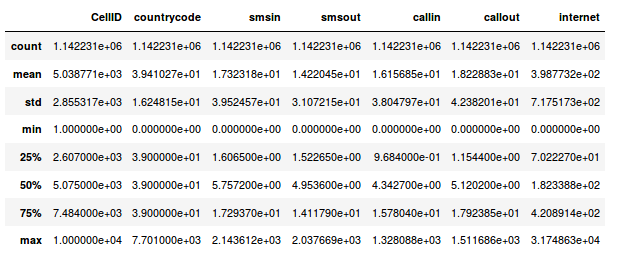 CellID countrycode smsin smsout callin callout internet
count 1.142231e+06 1.142231e+06 1.142231e+06 1.142231e+06 1.142231e+06 1.142231e+06 1.142231e+06
mean 5.038771e+03 3.941027e+01 1.732318e+01 1.422045e+01 1.615685e+01 1.822883e+01 3.987732e+02
std 2.855317e+03 1.624815e+01 3.952457e+01 3.107215e+01 3.804797e+01 4.238201e+01 7.175173e+02
min 1.000000e+00 0.000000e+00 0.000000e+00 0.000000e+00 0.000000e+00 0.000000e+00 0.000000e+00
25% 2.607000e+03 3.900000e+01 1.606500e+00 1.522650e+00 9.684000e-01 1.154400e+00 7.022270e+01
50% 5.075000e+03 3.900000e+01 5.757200e+00 4.953600e+00 4.342700e+00 5.120200e+00 1.823388e+02
75% 7.484000e+03 3.900000e+01 1.729370e+01 1.411790e+01 1.578040e+01 1.792385e+01 4.208914e+02
max 1.000000e+04 7.701000e+03 2.143612e+03 2.037669e+03 1.328088e+03 1.511686e+03 3.174863e+04